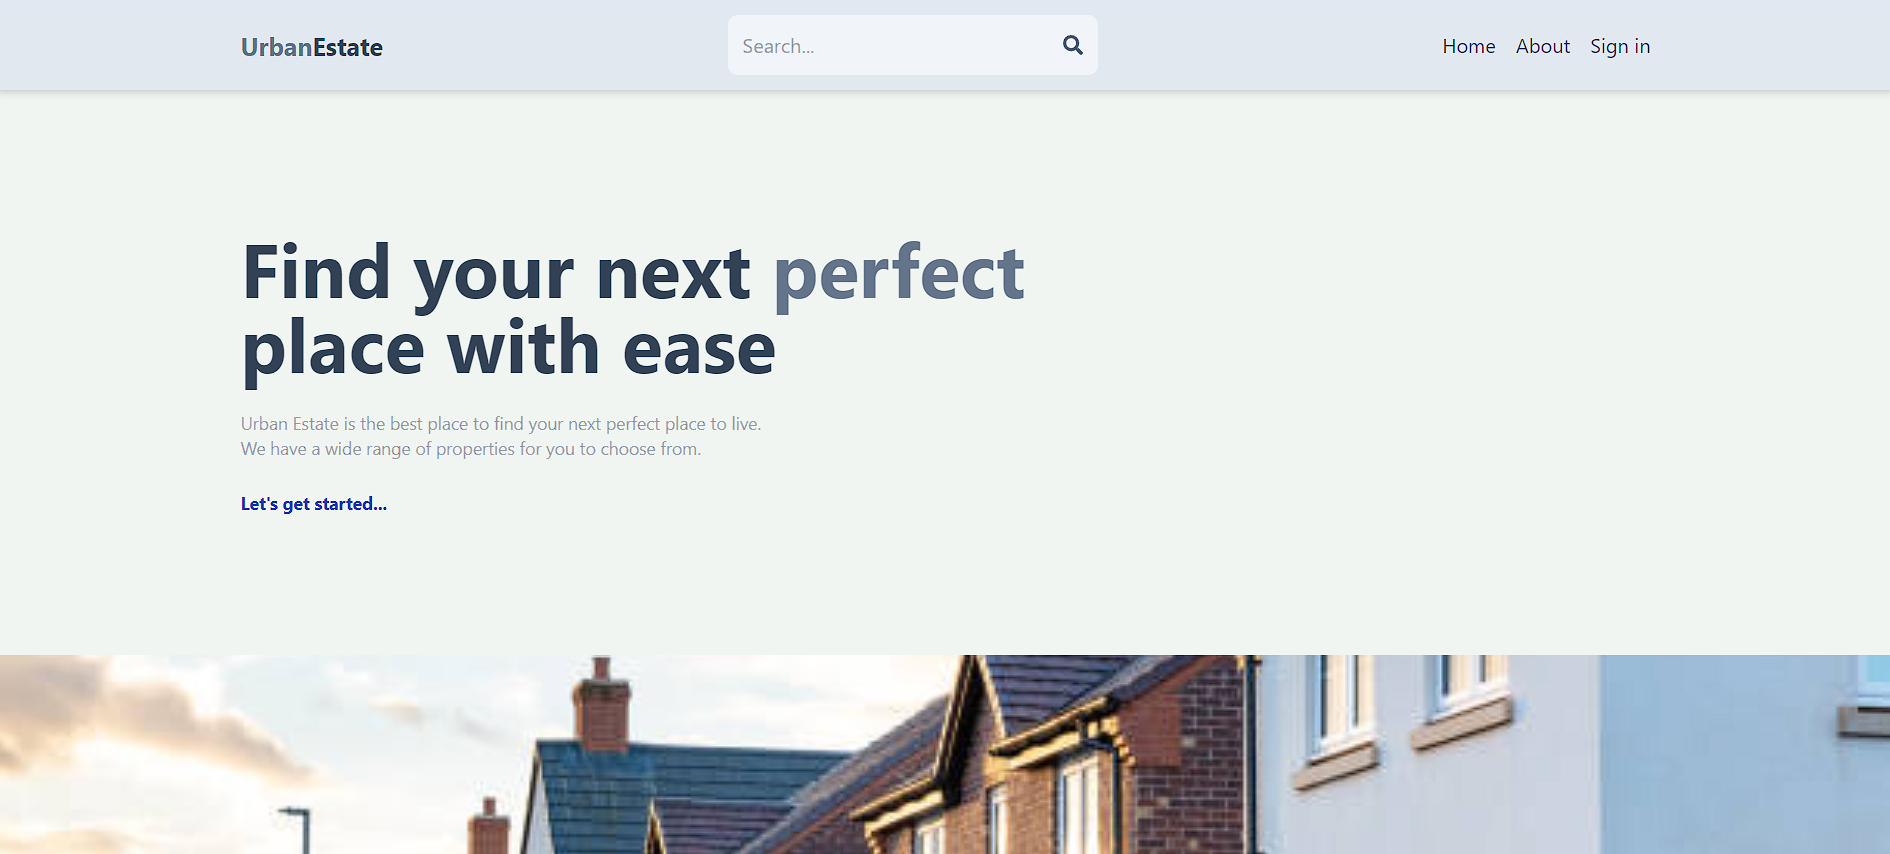 UrbanEstate
Search...
Home About Sign in
Find your next perfect
place with ease
Urban Estate is the best place to find your next perfect place to live.
We have a wide range of properties for you to choose from.
Let's get started...